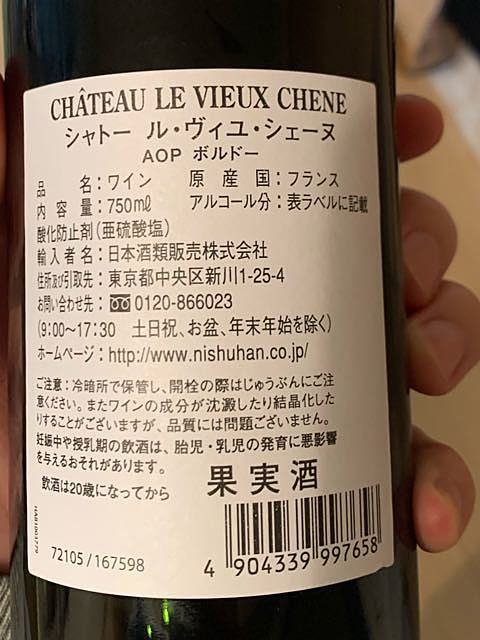 CHÂTEAU LE VIEUX CHENE
シャトー ル・ヴィユ・シェーヌ
AOP ボルドー
品名：ワイン 原産国：フランス
内容量：750mℓ アルコール分：表ラベルに記載
酸化防止剤（亜硫酸塩）
輸入者名：日本酒類販売株式会社
住所及び引取先：東京都中央区新川1-25-4
お問い合わせ先：0120-866023
（9:00〜17:30 土日祝、お盆、年末年始を除く）
ホームページ：http://www.nishuhan.co.jp/
ご注意：冷暗所で保管し、開栓の際はじゅうぶんにご注
意ください。またワインの成分が沈澱したり結晶化した
りすることがございますが、品質には問題ございません。
妊娠中や授乳期の飲酒は、胎児・乳児の発育に悪影響
を与えるおそれがあります。
飲酒は20歳になってから
果実酒
72105/167598
4 904339 997658